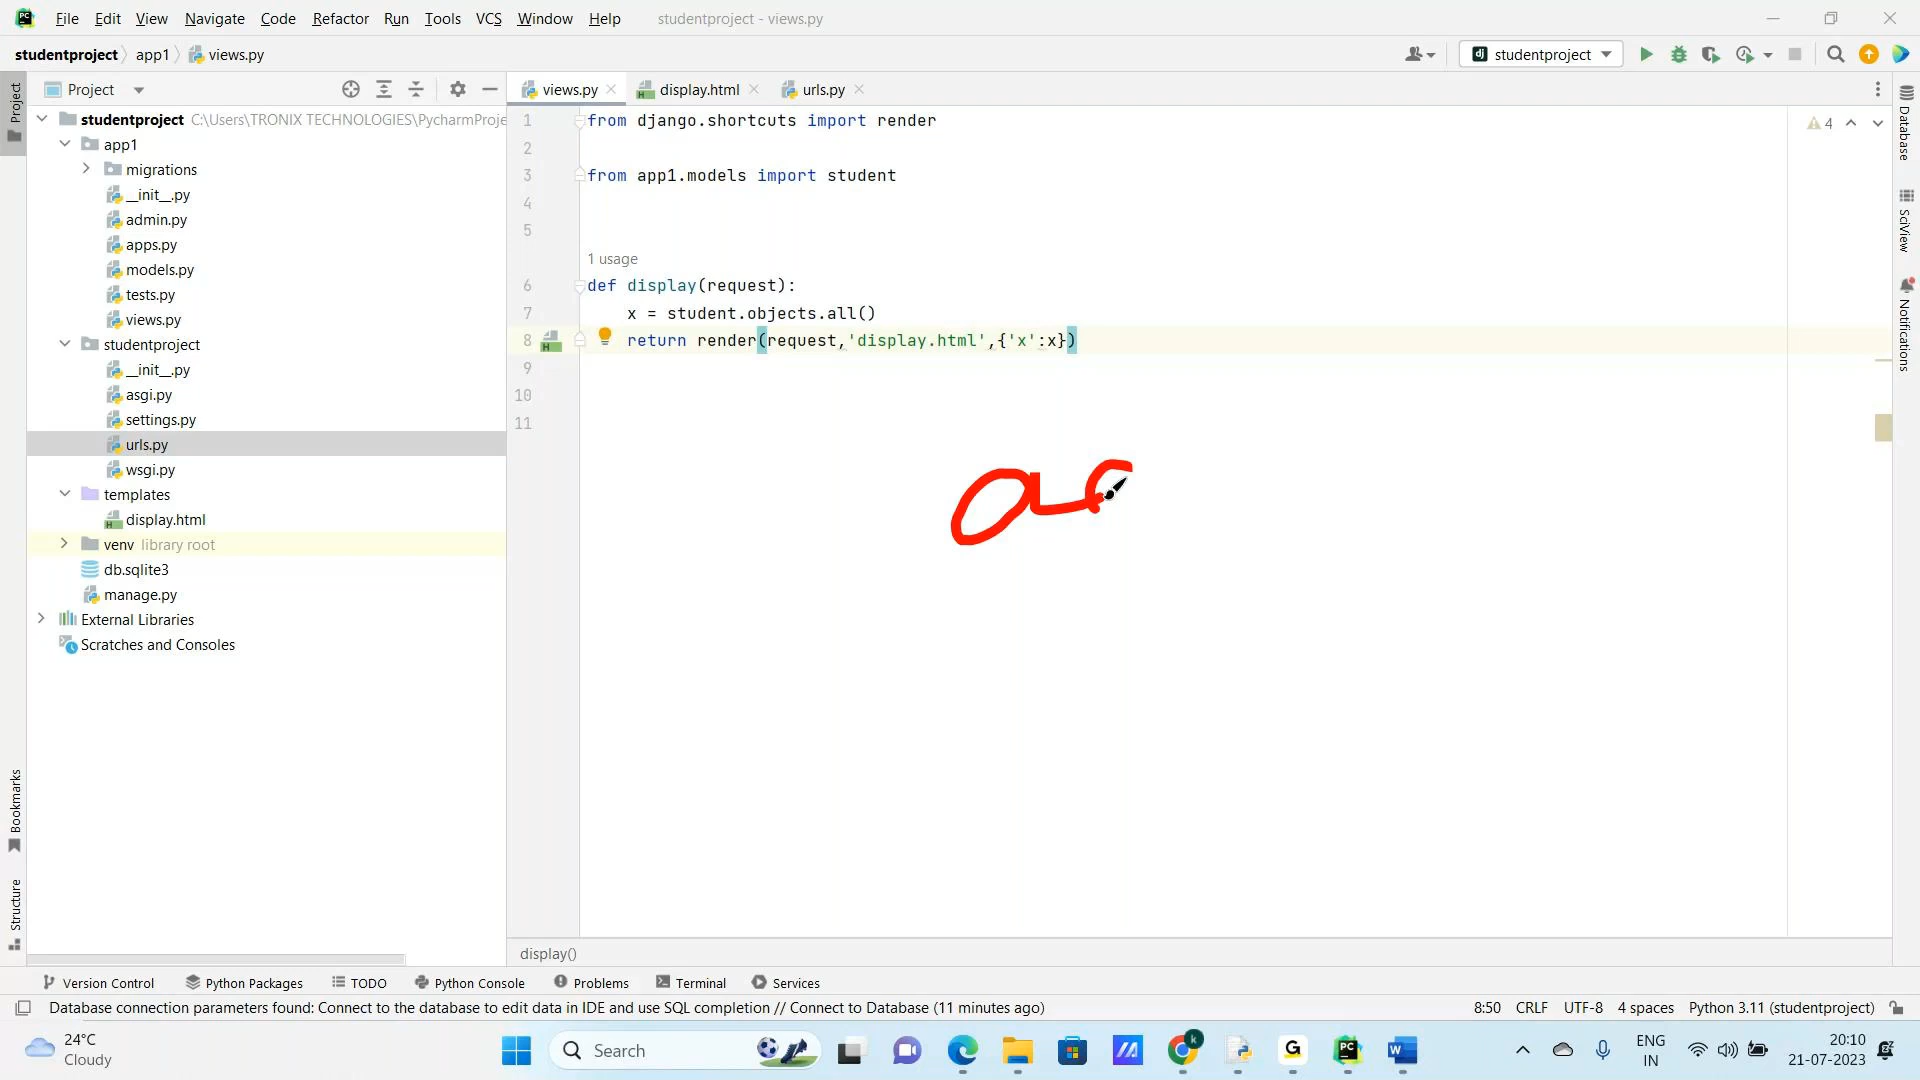 File Edit View Navigate Code Refactor Run Tools VCS Window Help studentproject - views.py
studentproject app1 views.py
studentproject
Project
views.py display.html urls.py
studentproject C:\Users\TRONIX TECHNOLOGIES\PycharmProje
app1
migrations
__init__.py
admin.py
apps.py
models.py
tests.py
views.py
studentproject
__init__.py
asgi.py
settings.py
urls.py
wsgi.py
templates
display.html
venv library root
db.sqlite3
manage.py
External Libraries
Scratches and Consoles
Project
Bookmarks
Structure
1 from django.shortcuts import render
2
3 from app1.models import student
4
5
1 usage
6 def display(request):
7 x = student.objects.all()
8 return render(request,'display.html',{'x':x})
9
10
11
4
Database
SciView
Notifications
display()
Version Control Python Packages TODO Python Console Problems Terminal Services
Database connection parameters found: Connect to the database to edit data in IDE and use SQL completion // Connect to Database (11 minutes ago) 8:50 CRLF UTF-8 4 spaces Python 3.11 (studentproject)
24°C
Cloudy
Search
ENG
IN
20:10
21-07-2023